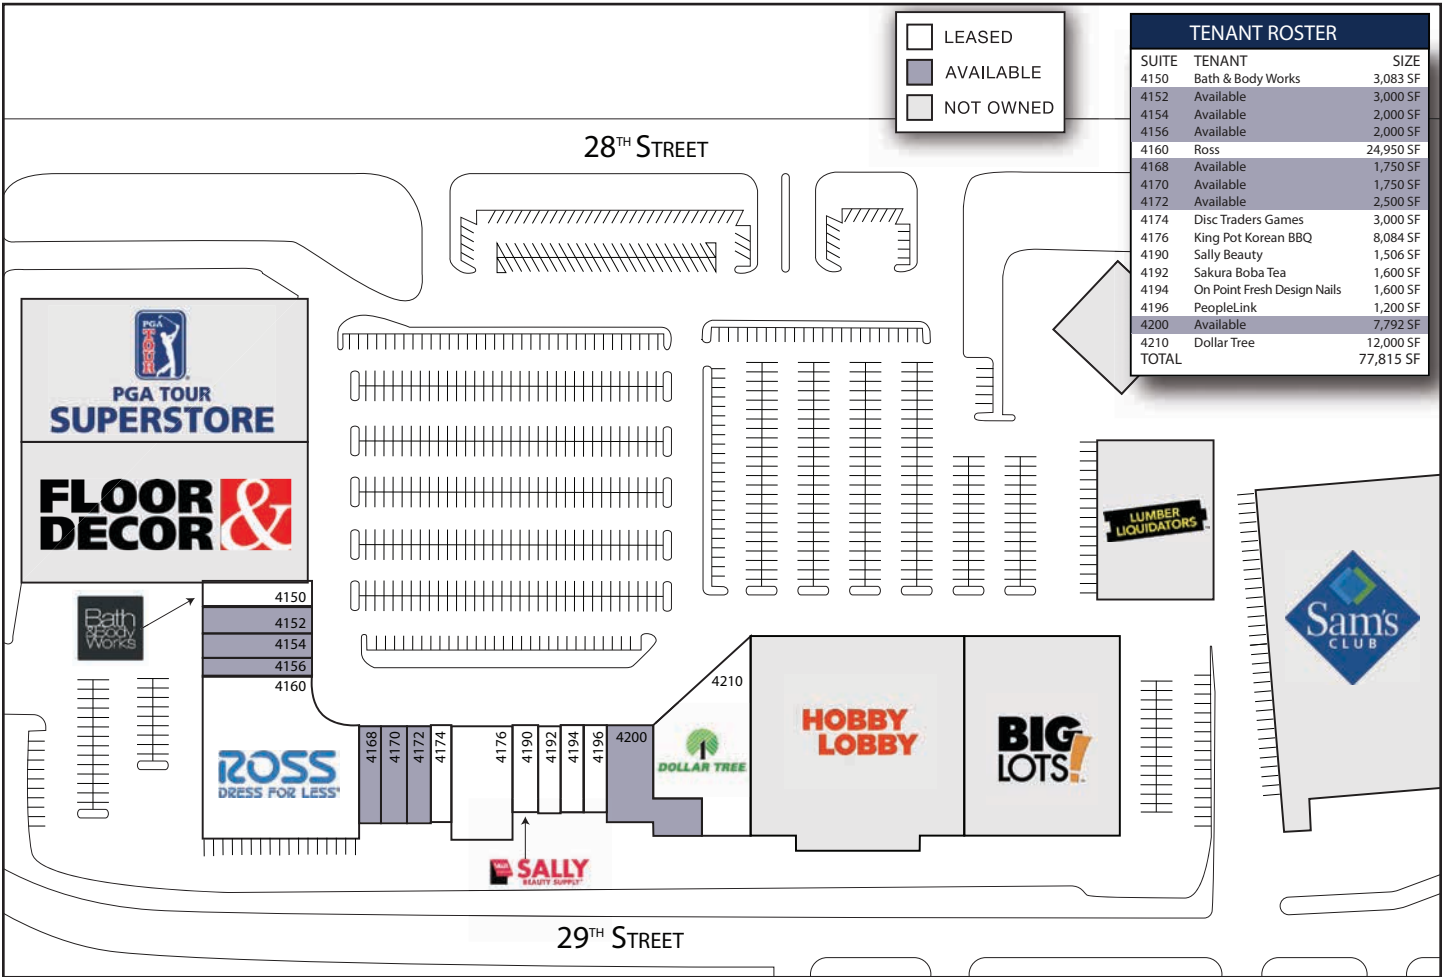 LEASED
AVAILABLE
NOT OWNED
TENANT ROSTER
SUITE TENANT SIZE
4150 Bath & Body Works 3,083 SF
4152 Available 3,000 SF
4154 Available 2,000 SF
4156 Available 2,000 SF
4160 Ross 24,950 SF
4168 Available 1,750 SF
4170 Available 1,750 SF
4172 Available 2,500 SF
4174 Disc Traders Games 3,000 SF
4176 King Pot Korean BBQ 8,084 SF
4190 Sally Beauty 1,506 SF
4192 Sakura Boba Tea 1,600 SF
4194 On Point Fresh Design Nails 1,600 SF
4196 PeopleLink 1,200 SF
4200 Available 7,792 SF
4210 Dollar Tree 12,000 SF
TOTAL 77,815 SF
28TH STREET
PGA
TOUR
PGA TOUR
SUPERSTORE
FLOOR &
DECOR
LUMBER
LIQUIDATORS
Sam's
CLUB
Bath
& Body
Works
4150
4152
4154
4156
4160
ROSS
DRESS FOR LESS
4168
4170
4172
4174
4176
4190
4192
4194
4196
4200
4210
DOLLAR TREE
HOBBY
LOBBY
BIG
LOTS!
SALLY
BEAUTY SUPPLY
29TH STREET